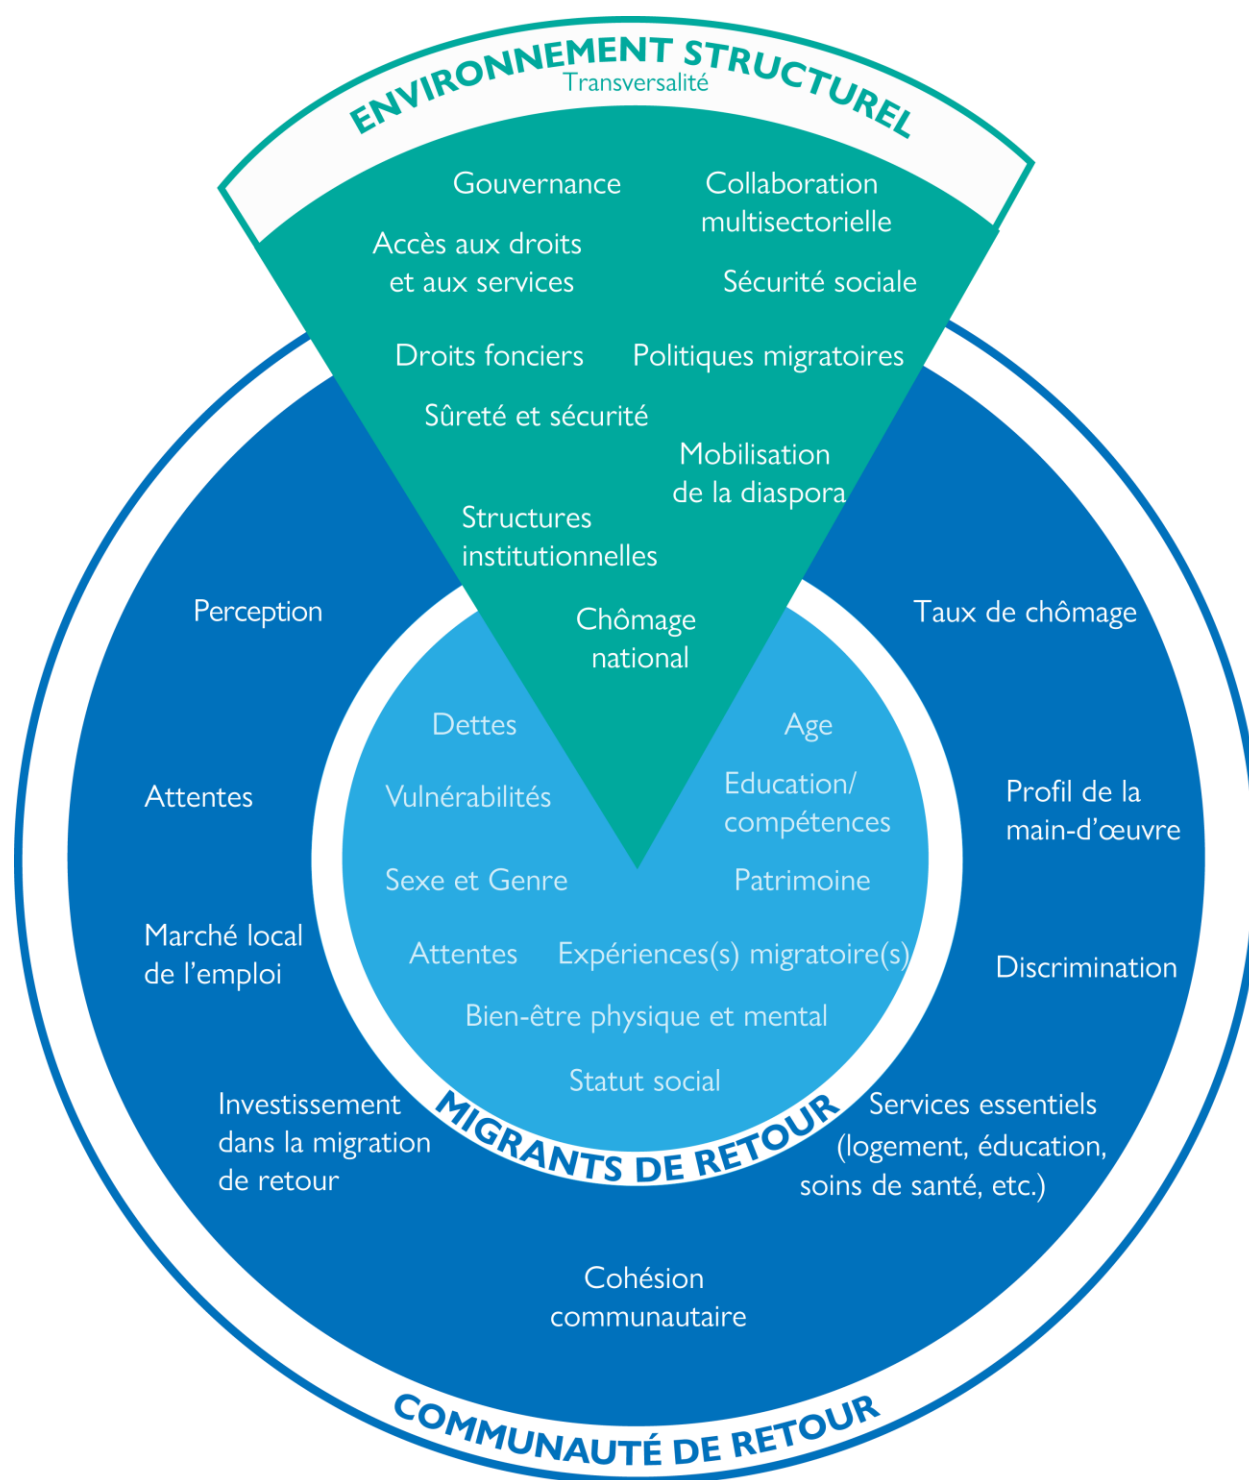 ENVIRONNEMENT STRUCTUREL
Transversalité
Gouvernance
Collaboration
multisectorielle
Accès aux droits
et aux services
Sécurité sociale
Droits fonciers
Politiques migratoires
Sûreté et sécurité
Mobilisation
de la diaspora
Structures
institutionnelles
Chômage
national
Perception
Taux de chômage
Dettes
Age
Attentes
Vulnérabilités
Education/
compétences
Profil de la
main-d’œuvre
Sexe et Genre
Patrimoine
Marché local
de l’emploi
Attentes
Expériences(s) migratoire(s)
Discrimination
Bien-être physique et mental
Statut social
MIGRANTS DE RETOUR
Investissement
dans la migration
de retour
Services essentiels
(logement, éducation,
soins de santé, etc.)
Cohésion
communautaire
COMMUNAUTÉ DE RETOUR